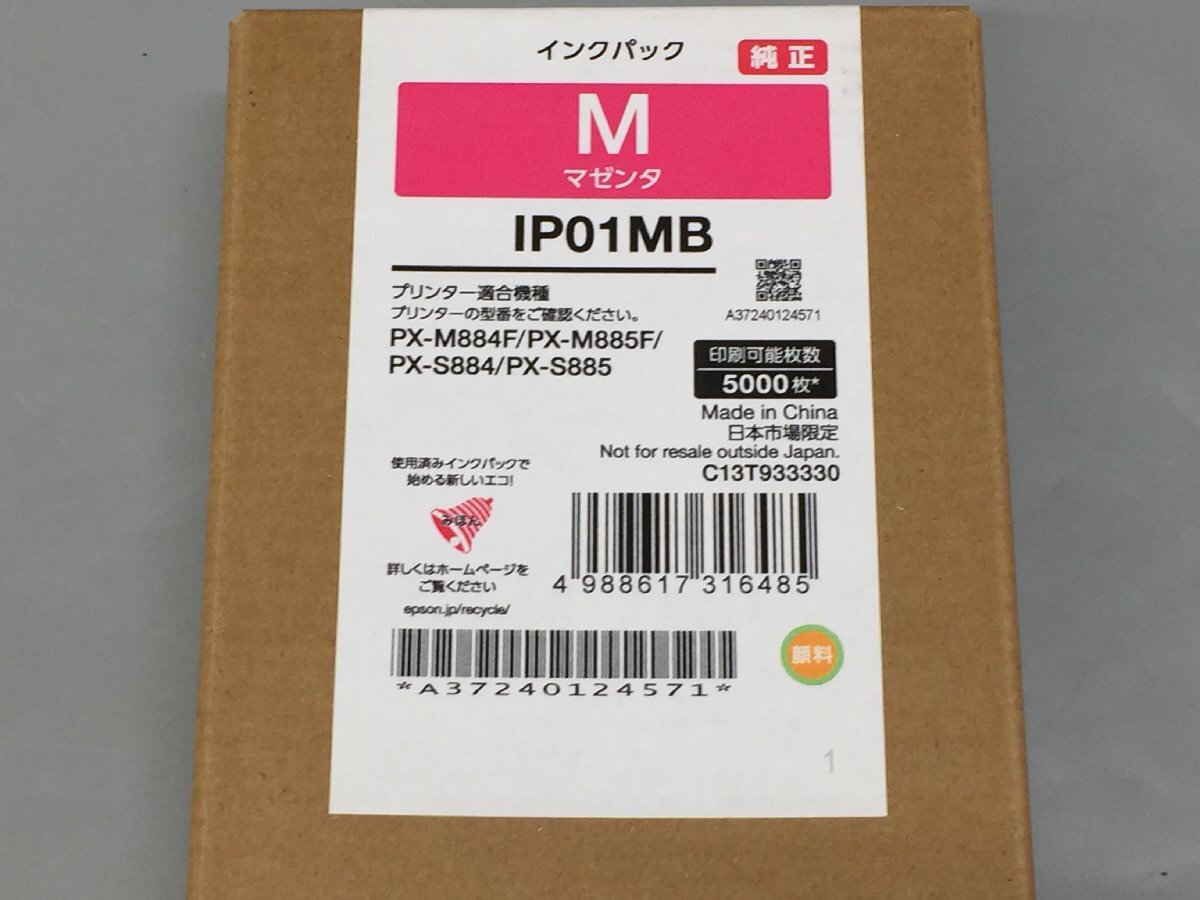 インクパック
純正
M
マゼンタ
IP01MB
プリンター適合機種
プリンターの型番をご確認ください。
PX-M884F/PX-M885F/
PX-S884/PX-S885
A37240124571
印刷可能枚数
5000枚*
Made in China
日本市場限定
Not for resale outside Japan.
C13T933330
使用済みインクパックで
始める新しいエコ!
みほん
詳しくはホームページを
ご覧ください
epson.jp/recycle/
4 988617 316485
*A37240124571*
顔料
1